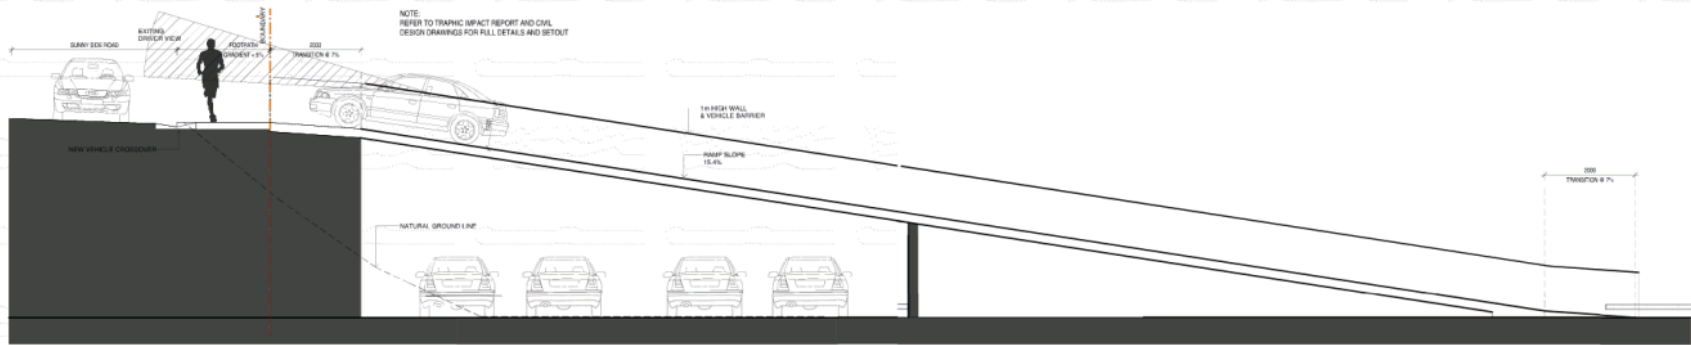 NOTE:
REFER TO TRAPHIC IMPACT REPORT AND CIVIL
DESIGN DRAWINGS FOR FULL DETAILS AND SETOUT
BOUNDARY
EXITING
DRIVER VIEW
SUNNY SIDE ROAD
FOOTPATH
GRADIENT < 5%
2000
TRANSITION @ 7%
1m HIGH WALL
& VEHICLE BARRIER
NEW VEHICLE CROSSOVER
RAMP SLOPE
15.4%
2000
TRANSITION @ 7%
NATURAL GROUND LINE